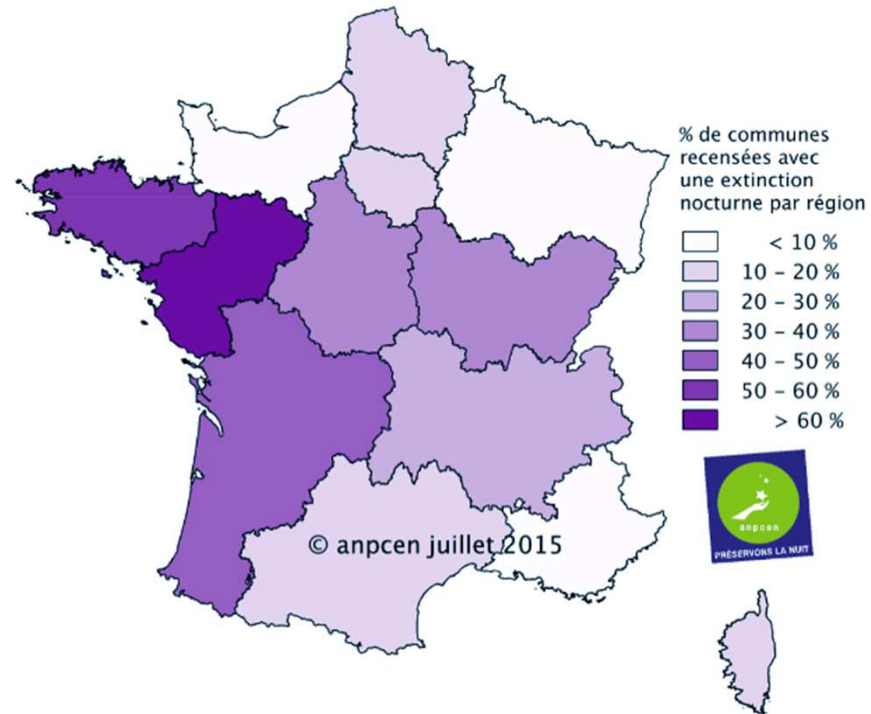 % de communes
recensées avec
une extinction
nocturne par région
< 10 %
10 – 20 %
20 – 30 %
30 – 40 %
40 – 50 %
50 – 60 %
> 60 %
anpcen
PRÉSERVONS LA NUIT
© anpcen juillet 2015